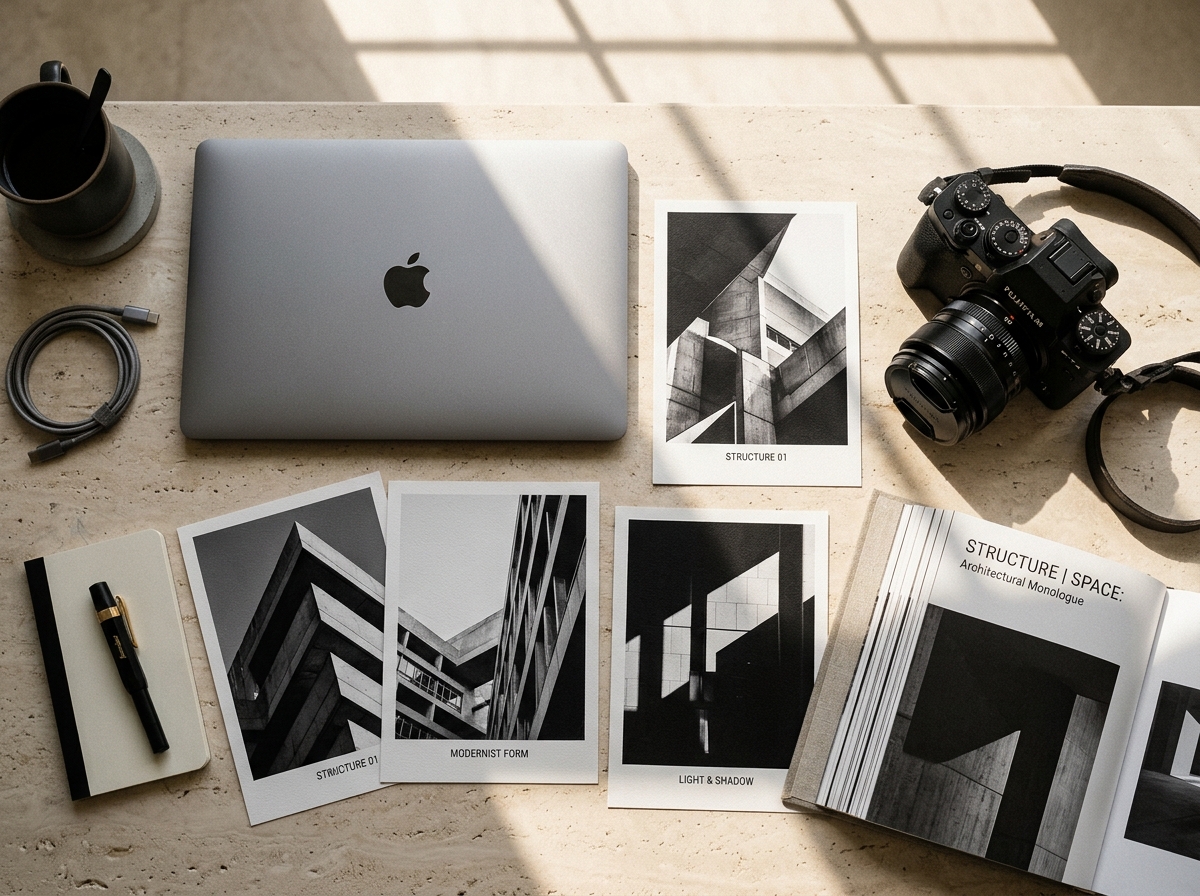 STRUCTURE 01
STRUCTURE | SPACE:
Architectural Monologue
STRUCTURE 01
MODERNIST FORM
LIGHT & SHADOW